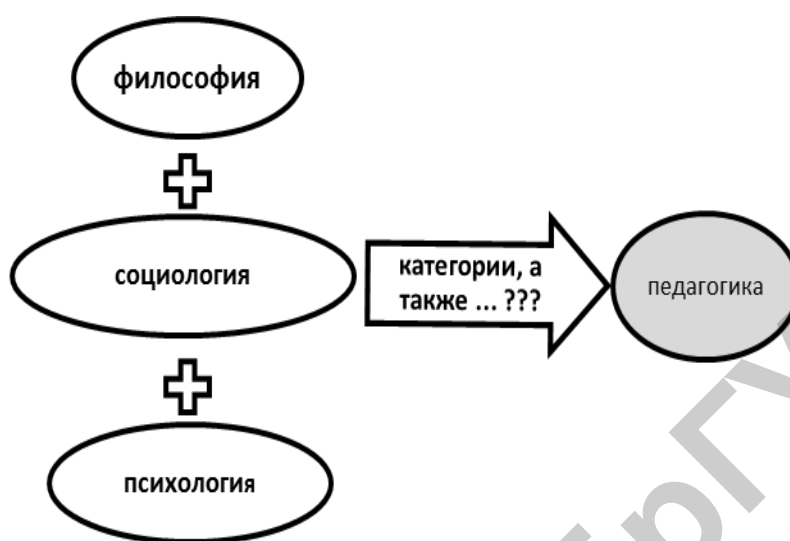 философия
социология
категории, а
также ... ???
педагогика
психология